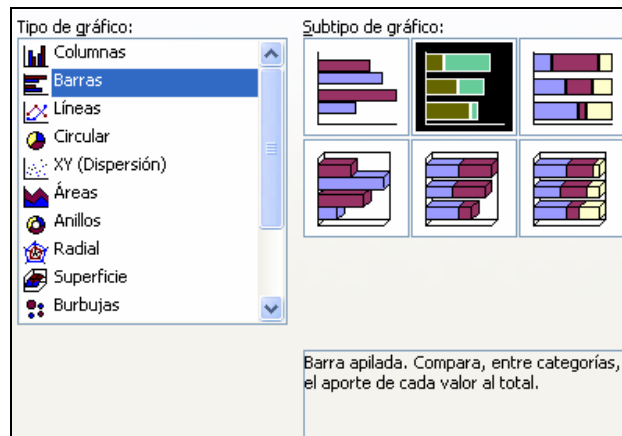 Tipo de gráfico:
Columnas
Barras
Líneas
Circular
XY (Dispersión)
Áreas
Anillos
Radial
Superficie
Burbujas
Subtipo de gráfico:
Barra apilada. Compara, entre categorías,
el aporte de cada valor al total.